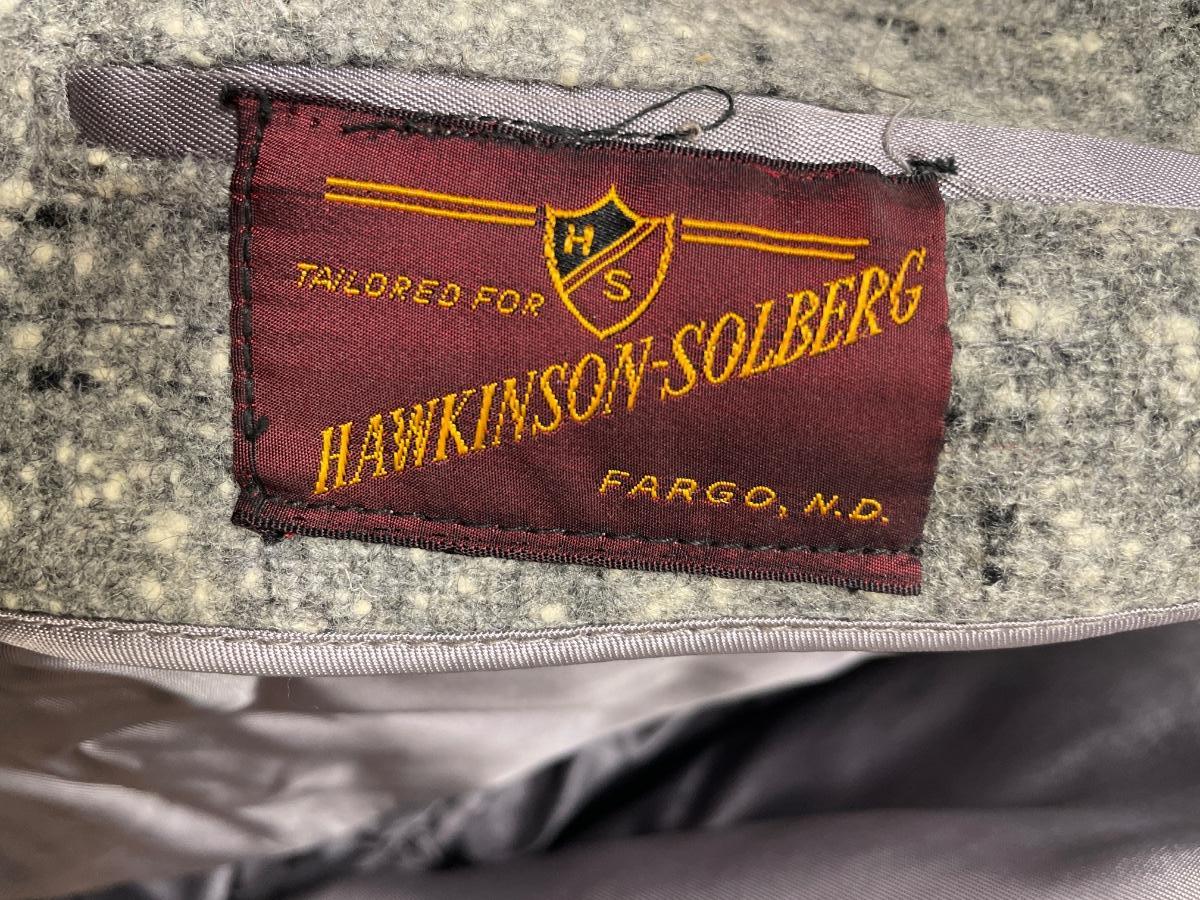 H
S
TAILORED FOR
HAWKINSON-SOLBERG
FARGO, N.D.